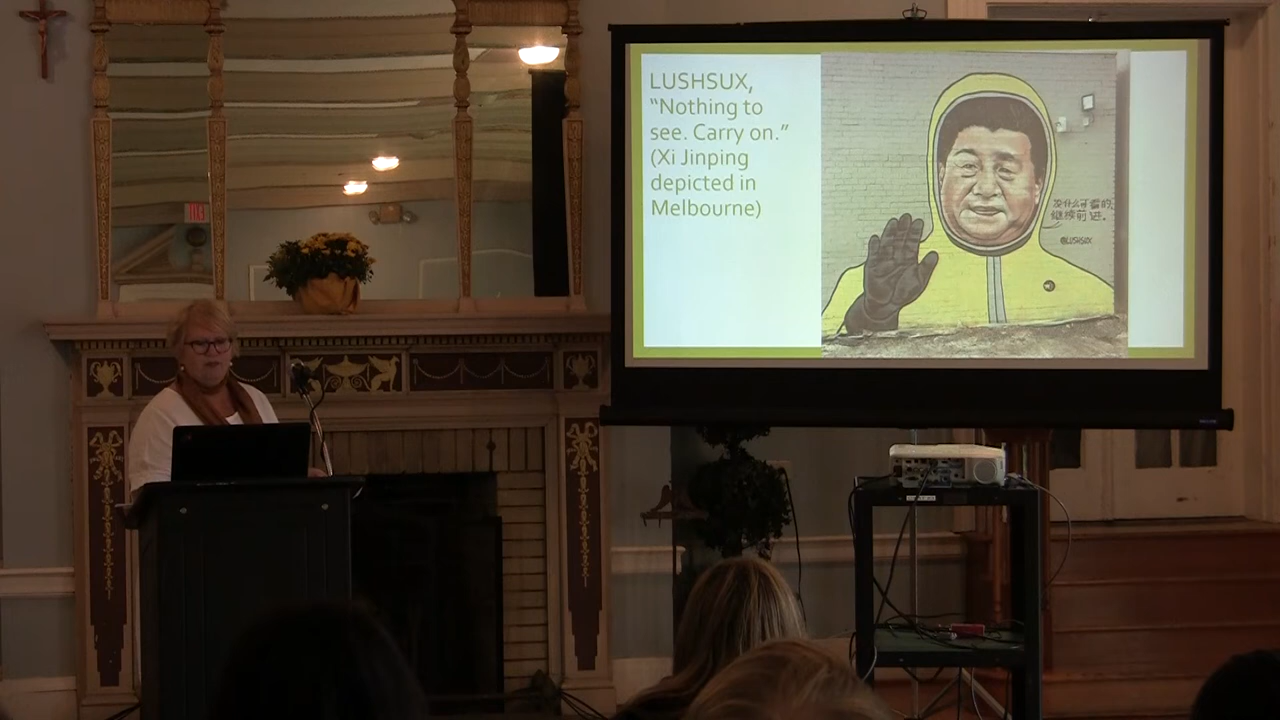 LUSHSUX,
“Nothing to
see. Carry on.”
(Xi Jinping
depicted in
Melbourne)
没什么可看的,
继续前进。
@LUSHSUX